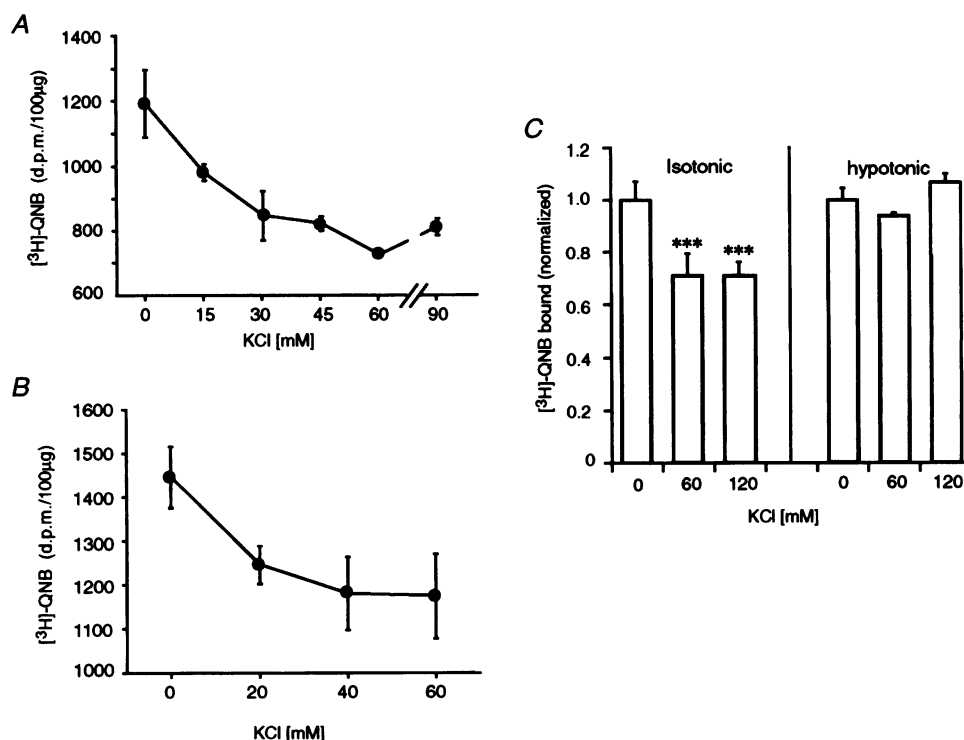 A
1400
1200
1000
800
600
[³H]-QNB (d.p.m./100µg)
0 15 30 45 60 90
KCl [mM]
B
1600
1500
1400
1300
1200
1100
1000
[³H]-QNB (d.p.m./100µg)
0 20 40 60
KCl [mM]
C
1.2
1.0
0.8
0.6
0.4
0.2
0
[³H]-QNB bound (normalized)
Isotonic hypotonic
*** ***
0 60 120 0 60 120
KCl [mM]